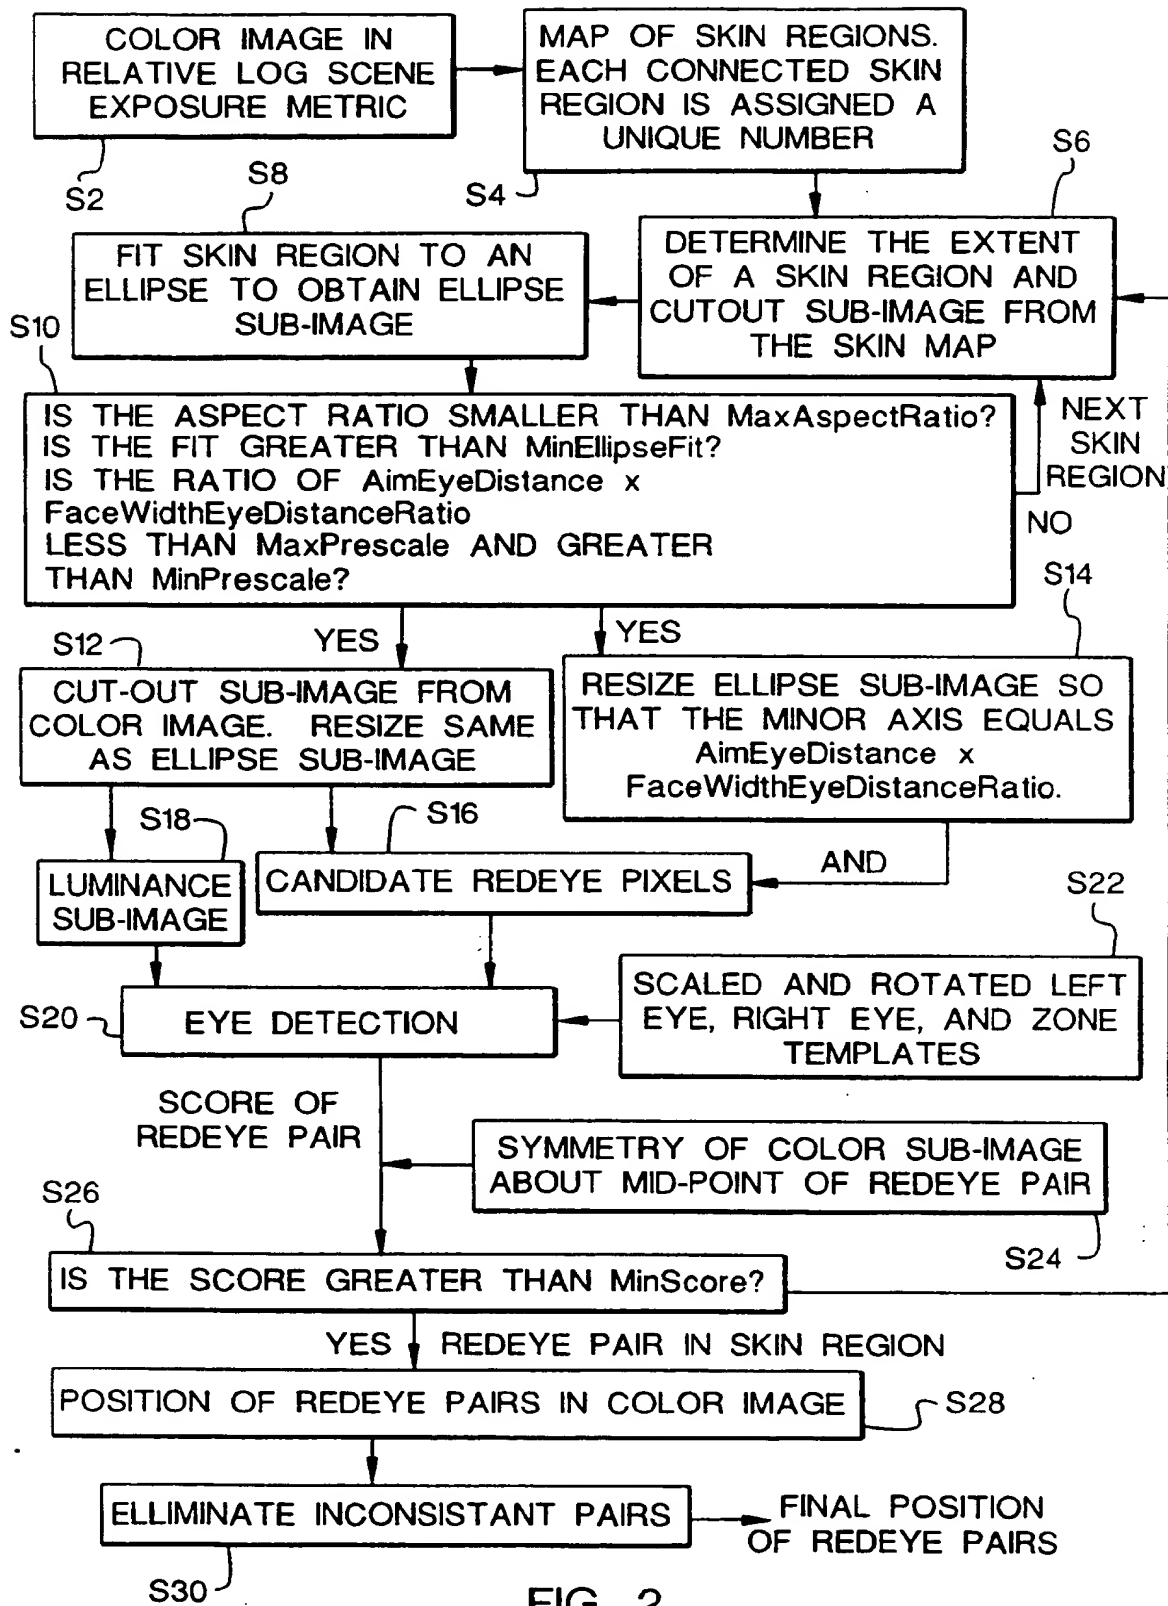 COLOR IMAGE IN
RELATIVE LOG SCENE
EXPOSURE METRIC
S2
MAP OF SKIN REGIONS.
EACH CONNECTED SKIN
REGION IS ASSIGNED A
UNIQUE NUMBER
S4
S6
DETERMINE THE EXTENT
OF A SKIN REGION AND
CUTOUT SUB-IMAGE FROM
THE SKIN MAP
S8
FIT SKIN REGION TO AN
ELLIPSE TO OBTAIN ELLIPSE
SUB-IMAGE
S10
IS THE ASPECT RATIO SMALLER THAN MaxAspectRatio?
IS THE FIT GREATER THAN MinEllipseFit?
IS THE RATIO OF AimEyeDistance x
FaceWidthEyeDistanceRatio
LESS THAN MaxPrescale AND GREATER
THAN MinPrescale?
NEXT
SKIN
REGION
NO
YES
YES
S12
CUT-OUT SUB-IMAGE FROM
COLOR IMAGE. RESIZE SAME
AS ELLIPSE SUB-IMAGE
S14
RESIZE ELLIPSE SUB-IMAGE SO
THAT THE MINOR AXIS EQUALS
AimEyeDistance x
FaceWidthEyeDistanceRatio.
S18
LUMINANCE
SUB-IMAGE
S16
CANDIDATE REDEYE PIXELS
AND
S20
EYE DETECTION
S22
SCALED AND ROTATED LEFT
EYE, RIGHT EYE, AND ZONE
TEMPLATES
SCORE OF
REDEYE PAIR
SYMMETRY OF COLOR SUB-IMAGE
ABOUT MID-POINT OF REDEYE PAIR
S24
S26
IS THE SCORE GREATER THAN MinScore?
YES REDEYE PAIR IN SKIN REGION
POSITION OF REDEYE PAIRS IN COLOR IMAGE
S28
ELLIMINATE INCONSISTANT PAIRS
S30
FINAL POSITION
OF REDEYE PAIRS
FIG. 2